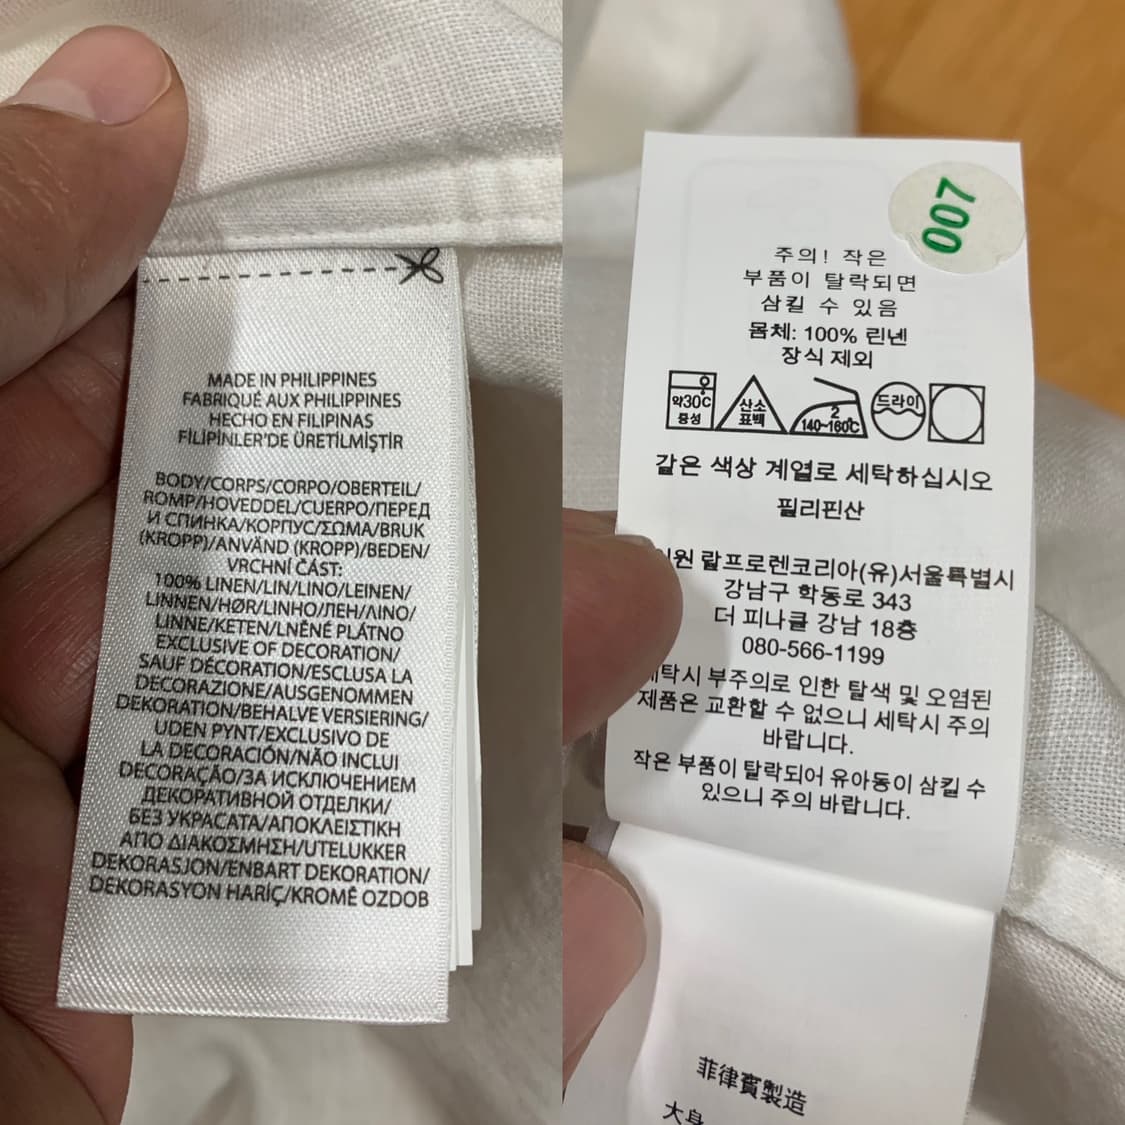 MADE IN PHILIPPINES
FABRIQUÉ AUX PHILIPPINES
HECHO EN FILIPINAS
FİLİPİNLER'DE ÜRETİLMİŞTİR
BODY/CORPS/CORPO/OBERTEIL/
ROMP/HOVEDDEL/CUERPO/ПЕРЕД
И СПИНКА/КОРПУС/ΣΩΜΑ/BRUK
(KROPP)/ANVÄND (KROPP)/BEDEN/
VRCHNÍ ČÁST:
100% LINEN/LIN/LINO/LEINEN/
LINNEN/HØR/LINHO/ЛЕН/ΛΙΝΟ/
LINNE/KETEN/LNĚNÉ PLÁTNO
EXCLUSIVE OF DECORATION/
SAUF DÉCORATION/ESCLUSA LA
DECORAZIONE/AUSGENOMMEN
DEKORATION/BEHALVE VERSIERING/
UDEN PYNT/EXCLUSIVO DE
LA DECORACIÓN/NÃO INCLUI
DECORAÇÃO/ЗА ИСКЛЮЧЕНИЕМ
ДЕКОРАТИВНОЙ ОТДЕЛКИ/
БЕЗ УКРАСАТА/ΑΠΟΚΛΕΙΣΤΙΚΗ
ΑΠΟ ΔΙΑΚΟΣΜΗΣΗ/UTELUKKER
DEKORASJON/ENBART DEKORATION/
DEKORASYON HARİÇ/KROMĚ OZDOB
007
주의! 작은
부품이 탈락되면
삼킬 수 있음
몸체: 100% 린넨
장식 제외
약30℃ 중성 산소 표백 2 140~160℃ 드라이
같은 색상 계열로 세탁하십시오
필리핀산
랄프로렌코리아(유)서울특별시
강남구 학동로 343
더 피나클 강남 18층
080-566-1199
부주의로 인한 탈색 및 오염된
제품은 교환할 수 없으니 세탁시 주의
바랍니다.
작은 부품이 탈락되어 유아동이 삼킬 수
있으니 주의 바랍니다.
菲律賓製造
大身